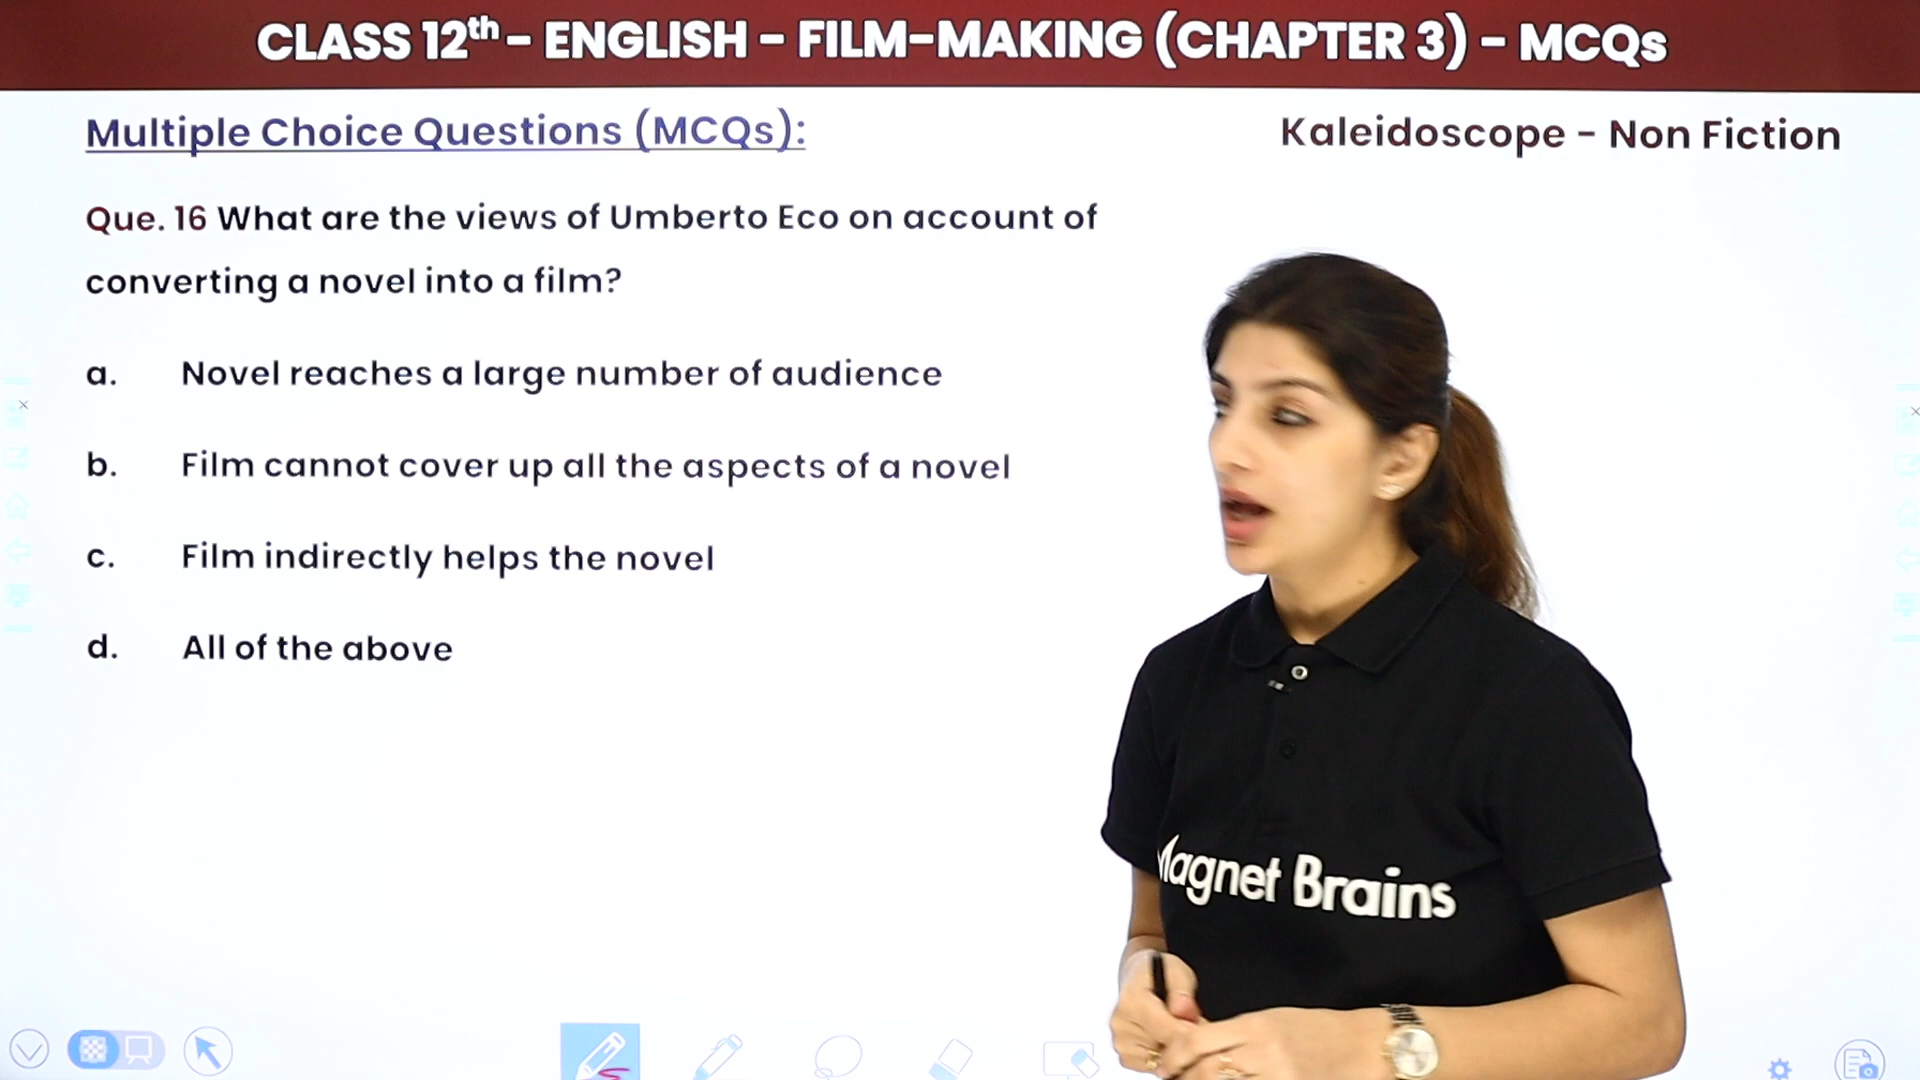 CLASS 12th - ENGLISH - FILM-MAKING (CHAPTER 3) - MCQs
Multiple Choice Questions (MCQs):
Kaleidoscope - Non Fiction
Que. 16 What are the views of Umberto Eco on account of
converting a novel into a film?
a. Novel reaches a large number of audience
b. Film cannot cover up all the aspects of a novel
c. Film indirectly helps the novel
d. All of the above
Magnet Brains